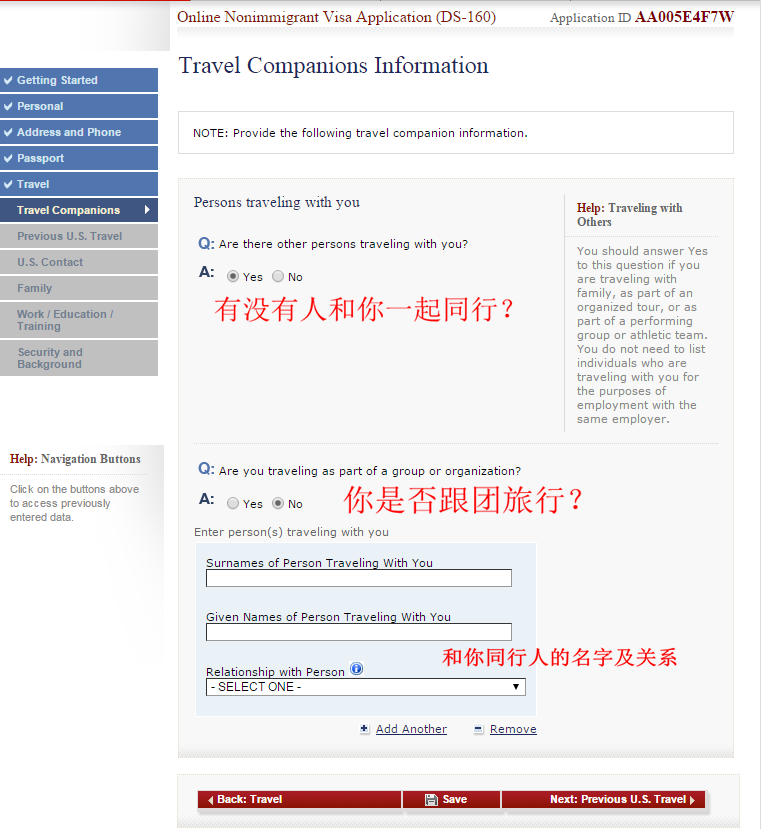 Online Nonimmigrant Visa Application (DS-160)
Application ID AA005E4F7W
Travel Companions Information
Getting Started
Personal
Address and Phone
Passport
Travel
Travel Companions
Previous U.S. Travel
U.S. Contact
Family
Work / Education /
Training
Security and
Background
Help: Navigation Buttons
Click on the buttons above
to access previously
entered data.
NOTE: Provide the following travel companion information.
Persons traveling with you
Q: Are there other persons traveling with you?
A: Yes No
有没有人和你一起同行？
Help: Traveling with
Others
You should answer Yes
to this question if you
are traveling with
family, as part of an
organized tour, or as
part of a performing
group or athletic team.
You do not need to list
individuals who are
traveling with you for
the purposes of
employment with the
same employer.
Q: Are you traveling as part of a group or organization?
A: Yes No
你是否跟团旅行？
Enter person(s) traveling with you
Surnames of Person Traveling With You
Given Names of Person Traveling With You
和你同行人的名字及关系
Relationship with Person
- SELECT ONE -
Add Another
Remove
Back: Travel
Save
Next: Previous U.S. Travel